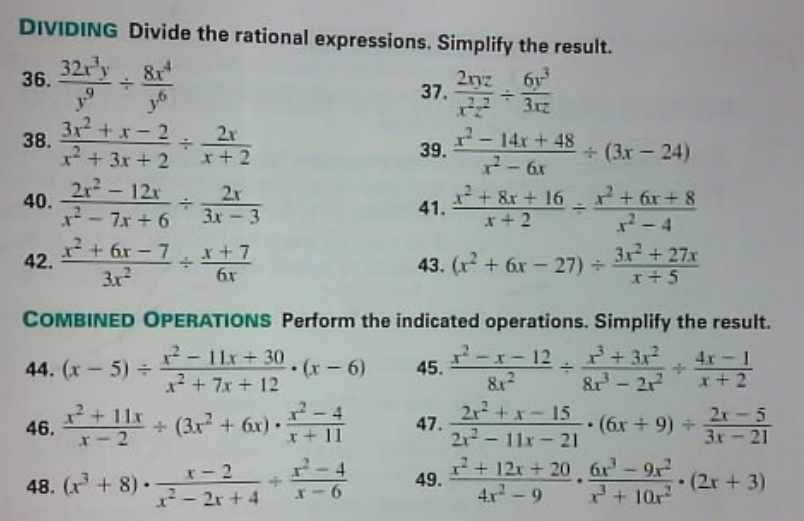 DIVIDING Divide the rational expressions. Simplify the result.
36. 32x³y/y⁹ ÷ 8x⁴/y⁶ 37. 2xyz/x²z² ÷ 6y³/3xz
38. (3x² + x − 2)/(x² + 3x + 2) ÷ 2x/(x + 2) 39. (x² − 14x + 48)/(x² − 6x) ÷ (3x − 24)
40. (2x² − 12x)/(x² − 7x + 6) ÷ 2x/(3x − 3) 41. (x² + 8x + 16)/(x + 2) ÷ (x² + 6x + 8)/(x² − 4)
42. (x² + 6x − 7)/3x² ÷ (x + 7)/6x 43. (x² + 6x − 27) ÷ (3x² + 27x)/(x + 5)
COMBINED OPERATIONS Perform the indicated operations. Simplify the result.
44. (x − 5) ÷ (x² − 11x + 30)/(x² + 7x + 12) · (x − 6) 45. (x² − x − 12)/8x² ÷ (x³ + 3x²)/(8x³ − 2x²) ÷ (4x − 1)/(x + 2)
46. (x² + 11x)/(x − 2) ÷ (3x² + 6x) · (x² − 4)/(x + 11) 47. (2x² + x − 15)/(2x² − 11x − 21) · (6x + 9) ÷ (2x − 5)/(3x − 21)
48. (x³ + 8) · (x − 2)/(x² − 2x + 4) ÷ (x² − 4)/(x − 6) 49. (x² + 12x + 20)/(4x² − 9) · (6x³ − 9x²)/(x³ + 10x²) · (2x + 3)